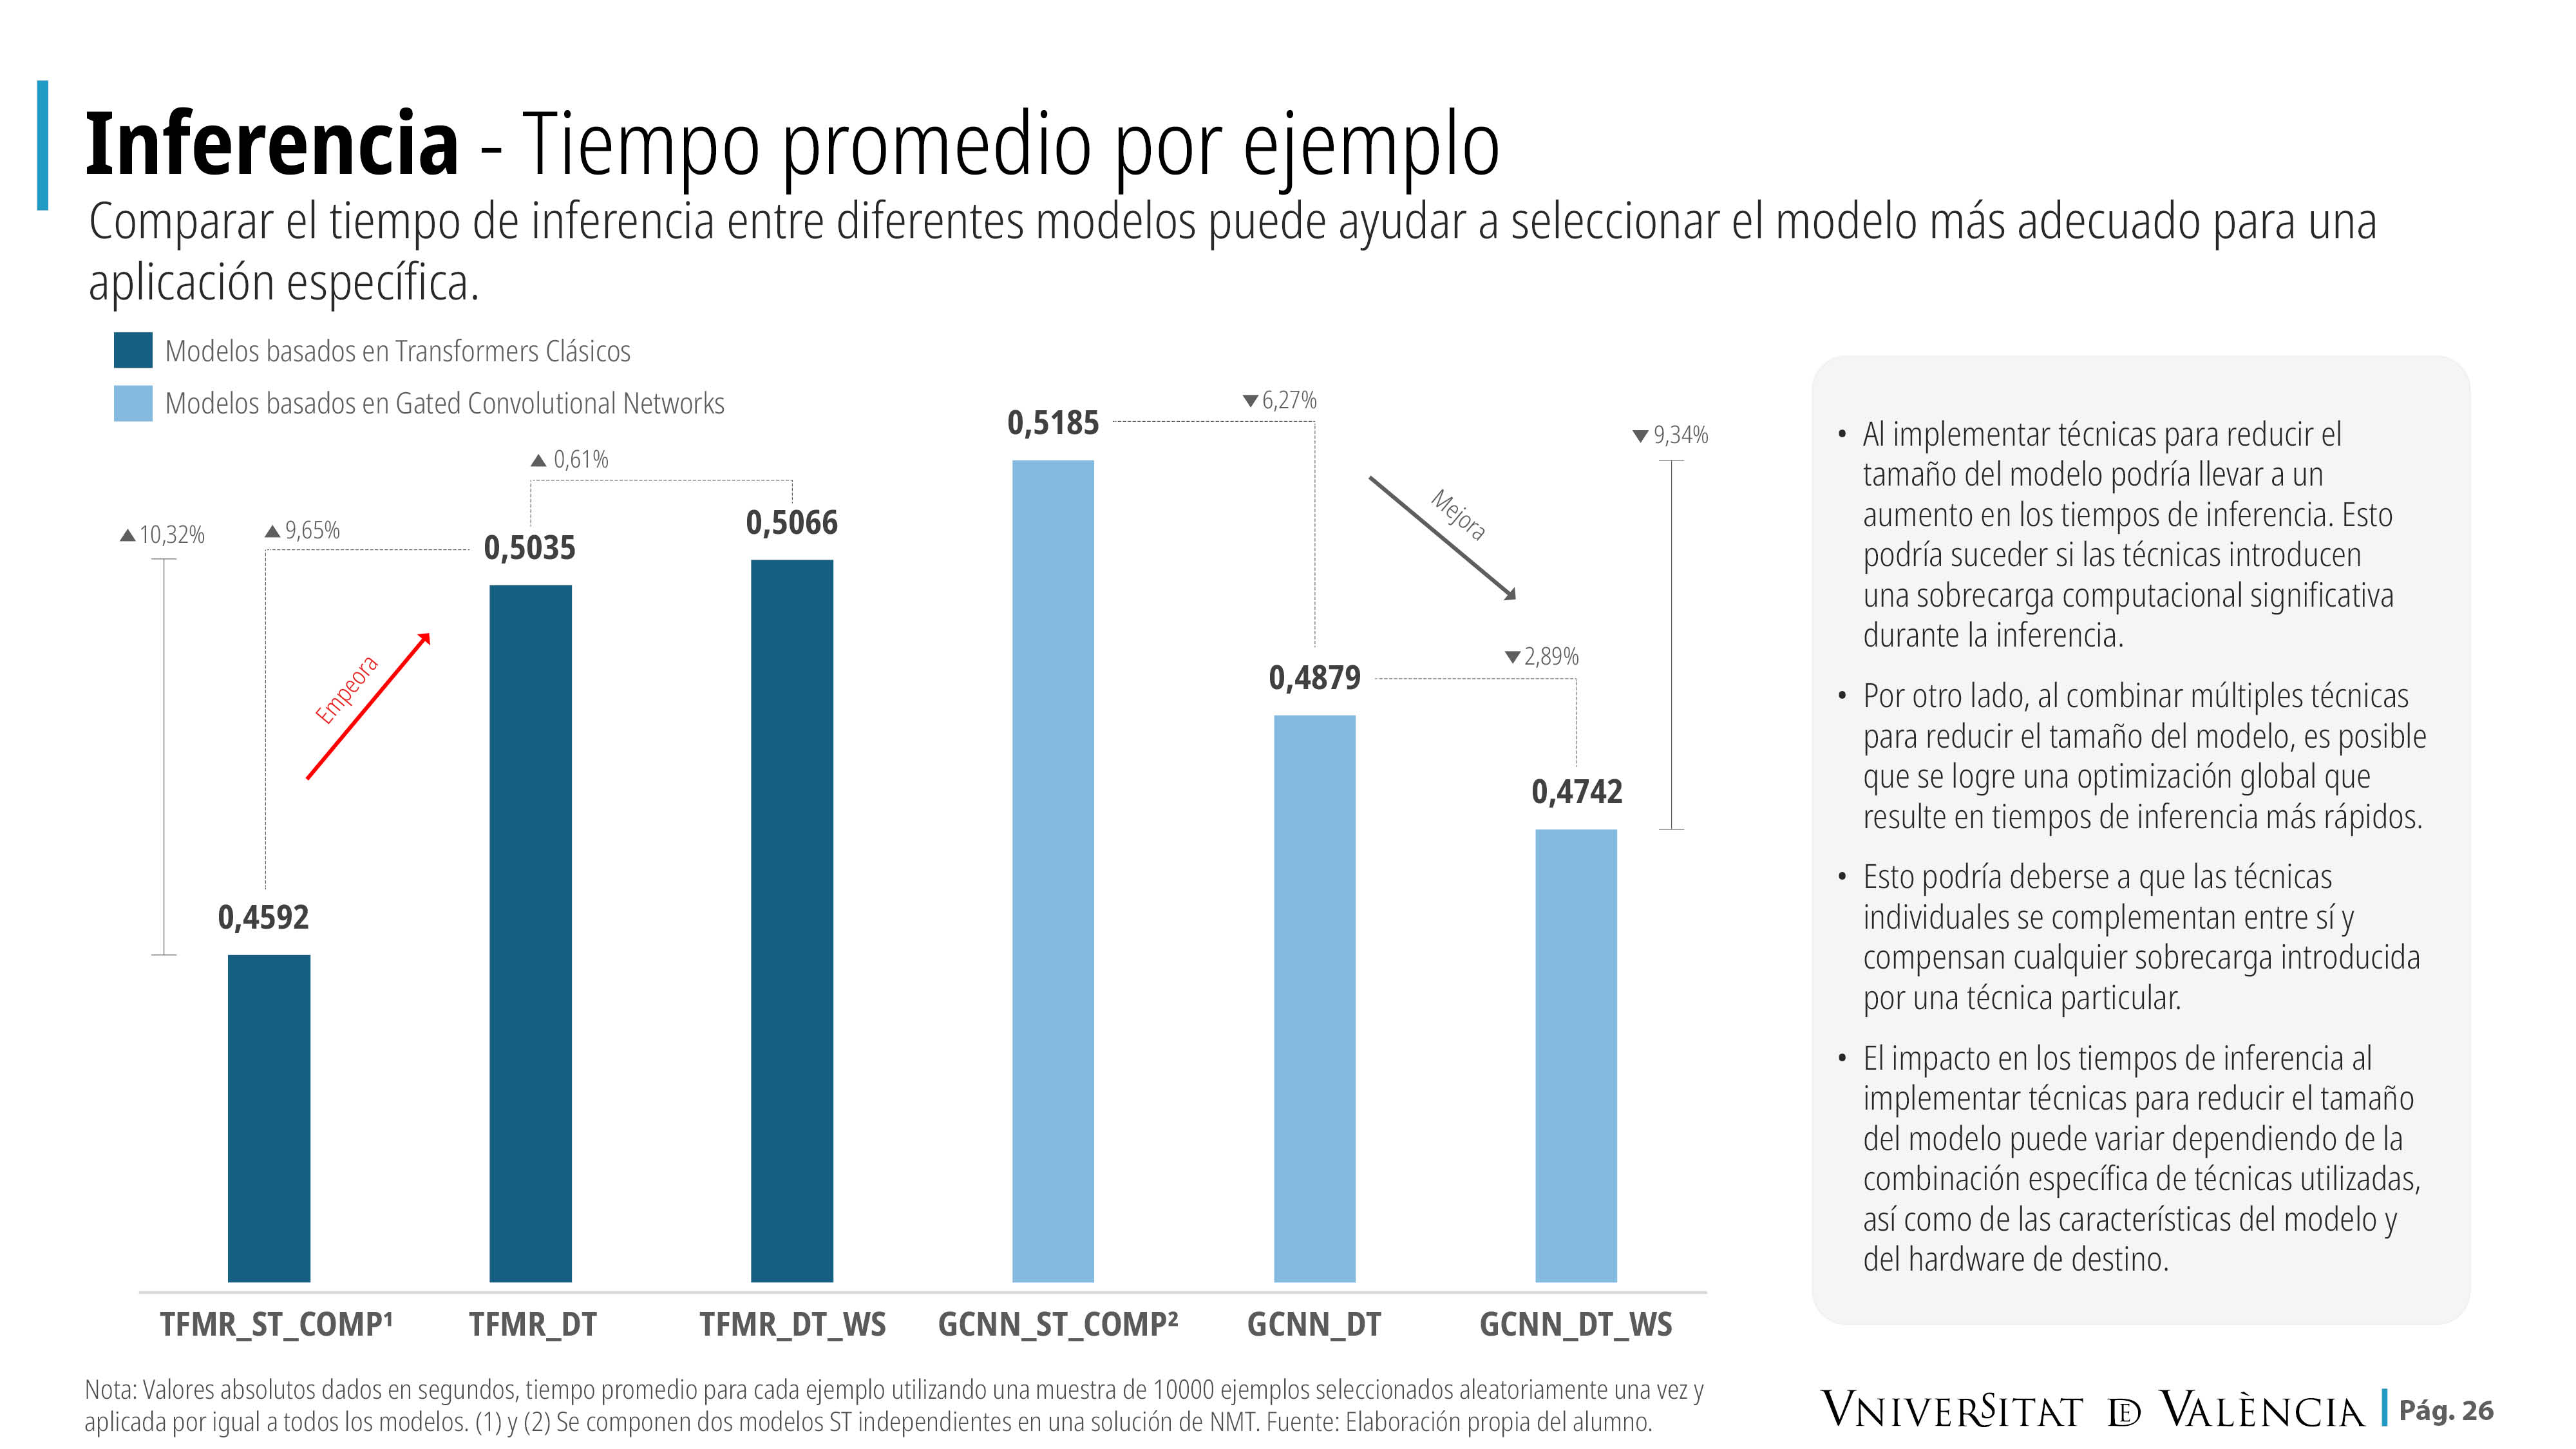 Inferencia - Tiempo promedio por ejemplo
Comparar el tiempo de inferencia entre diferentes modelos puede ayudar a seleccionar el modelo más adecuado para una
aplicación específica.
Modelos basados en Transformers Clásicos
Modelos basados en Gated Convolutional Networks
▲10,32%
▲ 9,65%
▲ 0,61%
▼6,27%
▼2,89%
▼ 9,34%
Empeora
Mejora
0,4592
0,5035
0,5066
0,5185
0,4879
0,4742
TFMR_ST_COMP¹
TFMR_DT
TFMR_DT_WS
GCNN_ST_COMP²
GCNN_DT
GCNN_DT_WS
• Al implementar técnicas para reducir el
tamaño del modelo podría llevar a un
aumento en los tiempos de inferencia. Esto
podría suceder si las técnicas introducen
una sobrecarga computacional significativa
durante la inferencia.
• Por otro lado, al combinar múltiples técnicas
para reducir el tamaño del modelo, es posible
que se logre una optimización global que
resulte en tiempos de inferencia más rápidos.
• Esto podría deberse a que las técnicas
individuales se complementan entre sí y
compensan cualquier sobrecarga introducida
por una técnica particular.
• El impacto en los tiempos de inferencia al
implementar técnicas para reducir el tamaño
del modelo puede variar dependiendo de la
combinación específica de técnicas utilizadas,
así como de las características del modelo y
del hardware de destino.
Nota: Valores absolutos dados en segundos, tiempo promedio para cada ejemplo utilizando una muestra de 10000 ejemplos seleccionados aleatoriamente una vez y
aplicada por igual a todos los modelos. (1) y (2) Se componen dos modelos ST independientes en una solución de NMT. Fuente: Elaboración propia del alumno.
VNIVERSITAT DE VALÈNCIA
Pág. 26